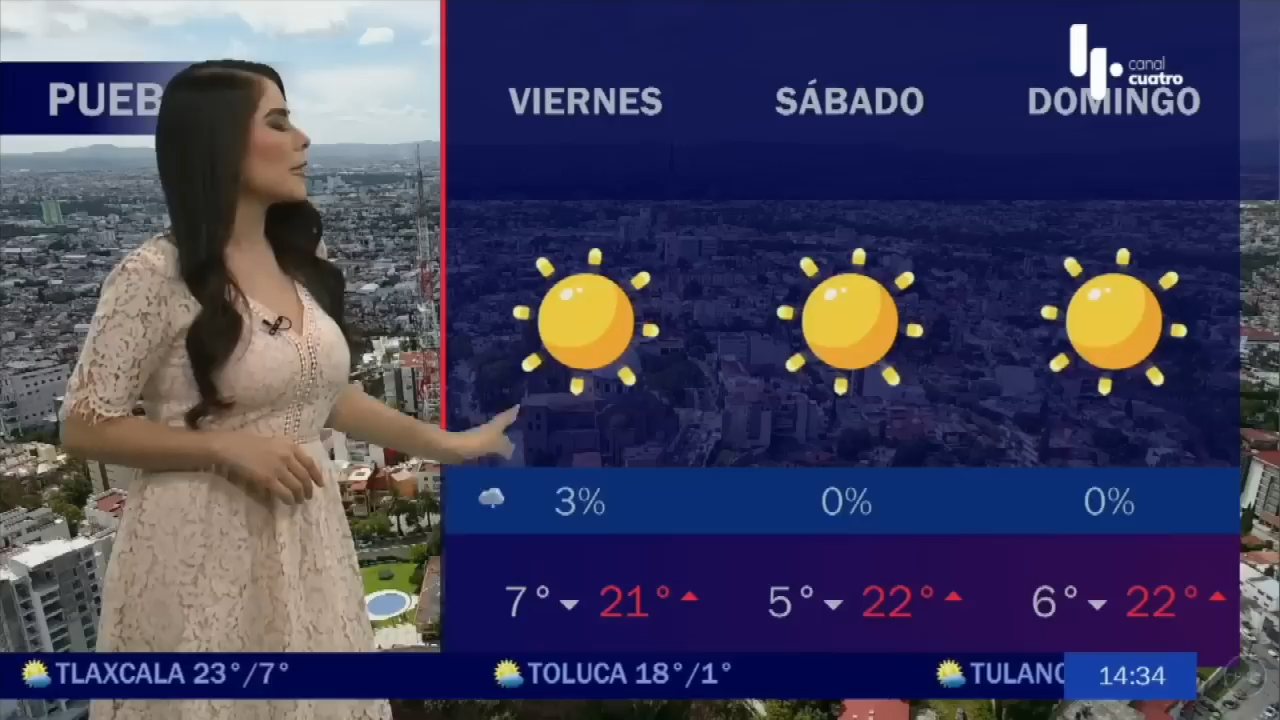 PUEB
canal
cuatro
VIERNES SÁBADO DOMINGO
3% 0% 0%
7° 21° 5° 22° 6° 22°
TLAXCALA 23°/7° TOLUCA 18°/1° TULANC 14:34